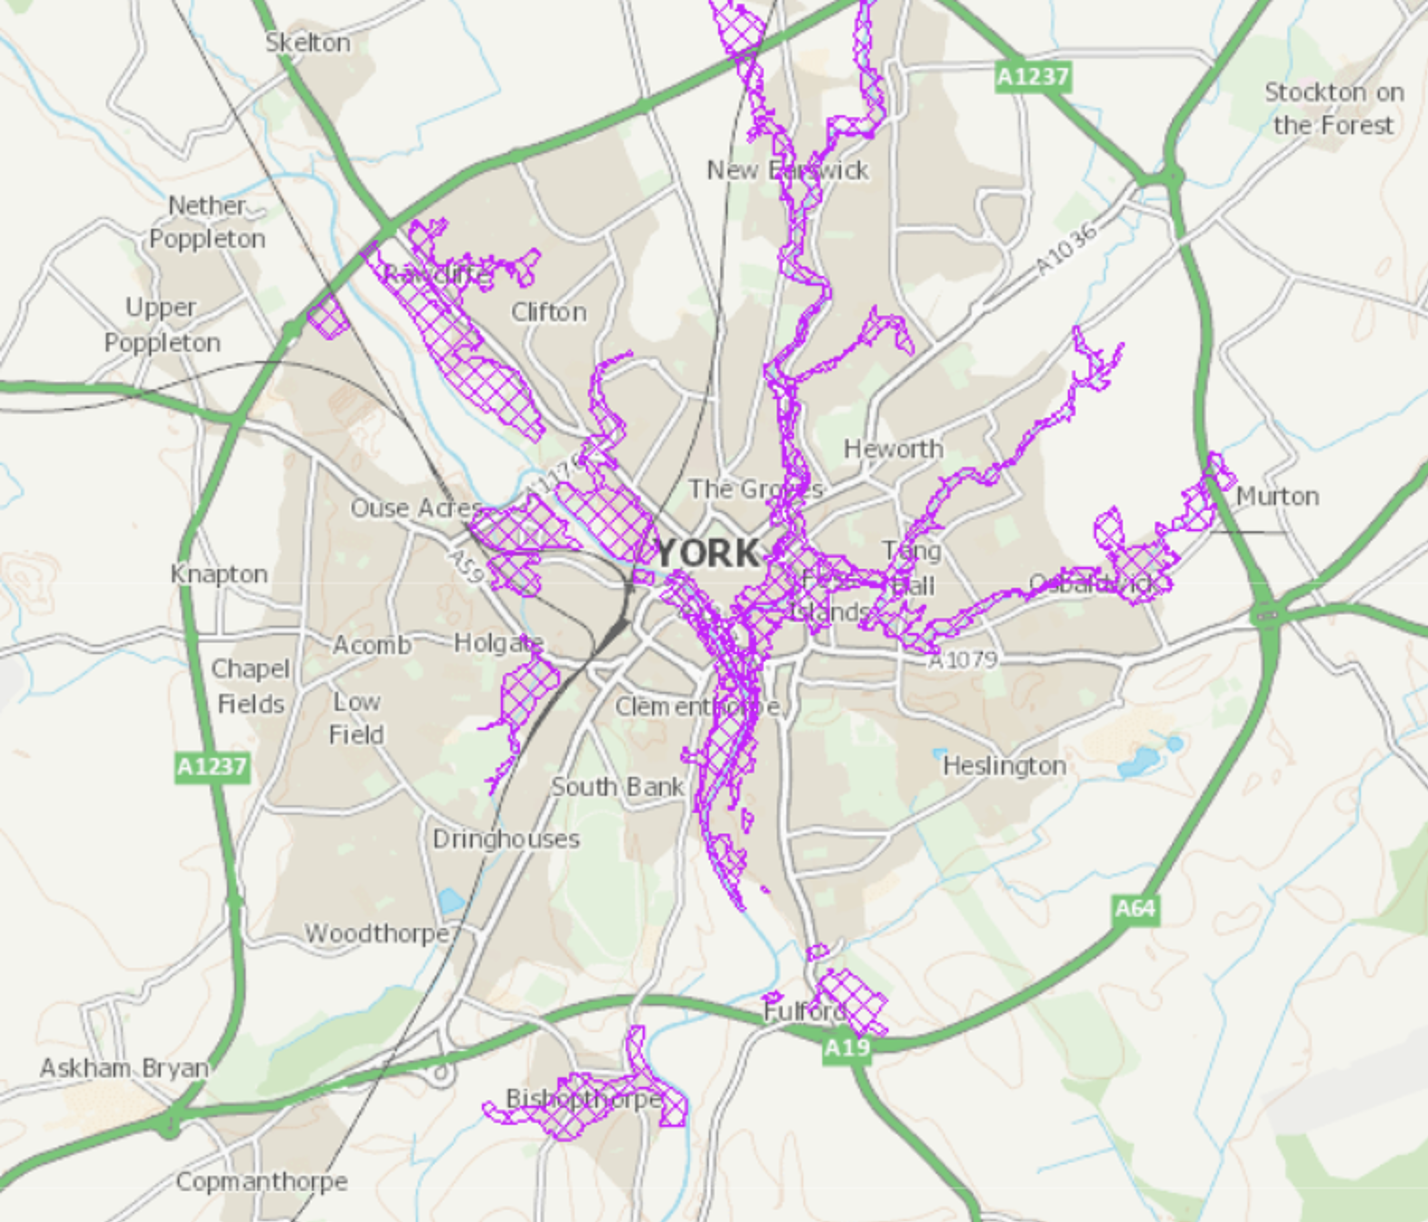 Skelton
A1237
Stockton on
the Forest
New Earswick
Nether
Poppleton
A1036
Rawcliffe
Upper
Poppleton
Clifton
Heworth
A1176
The Groves
Murton
Ouse Acres
YORK
Tang
Hall
A59
Knapton
Foss
Islands
Osbaldwick
Acomb
Holgate
A1079
Chapel
Fields
Low
Field
Clementhorpe
A1237
Heslington
South Bank
Dringhouses
A64
Woodthorpe
Fulford
A19
Askham Bryan
Bishopthorpe
Copmanthorpe